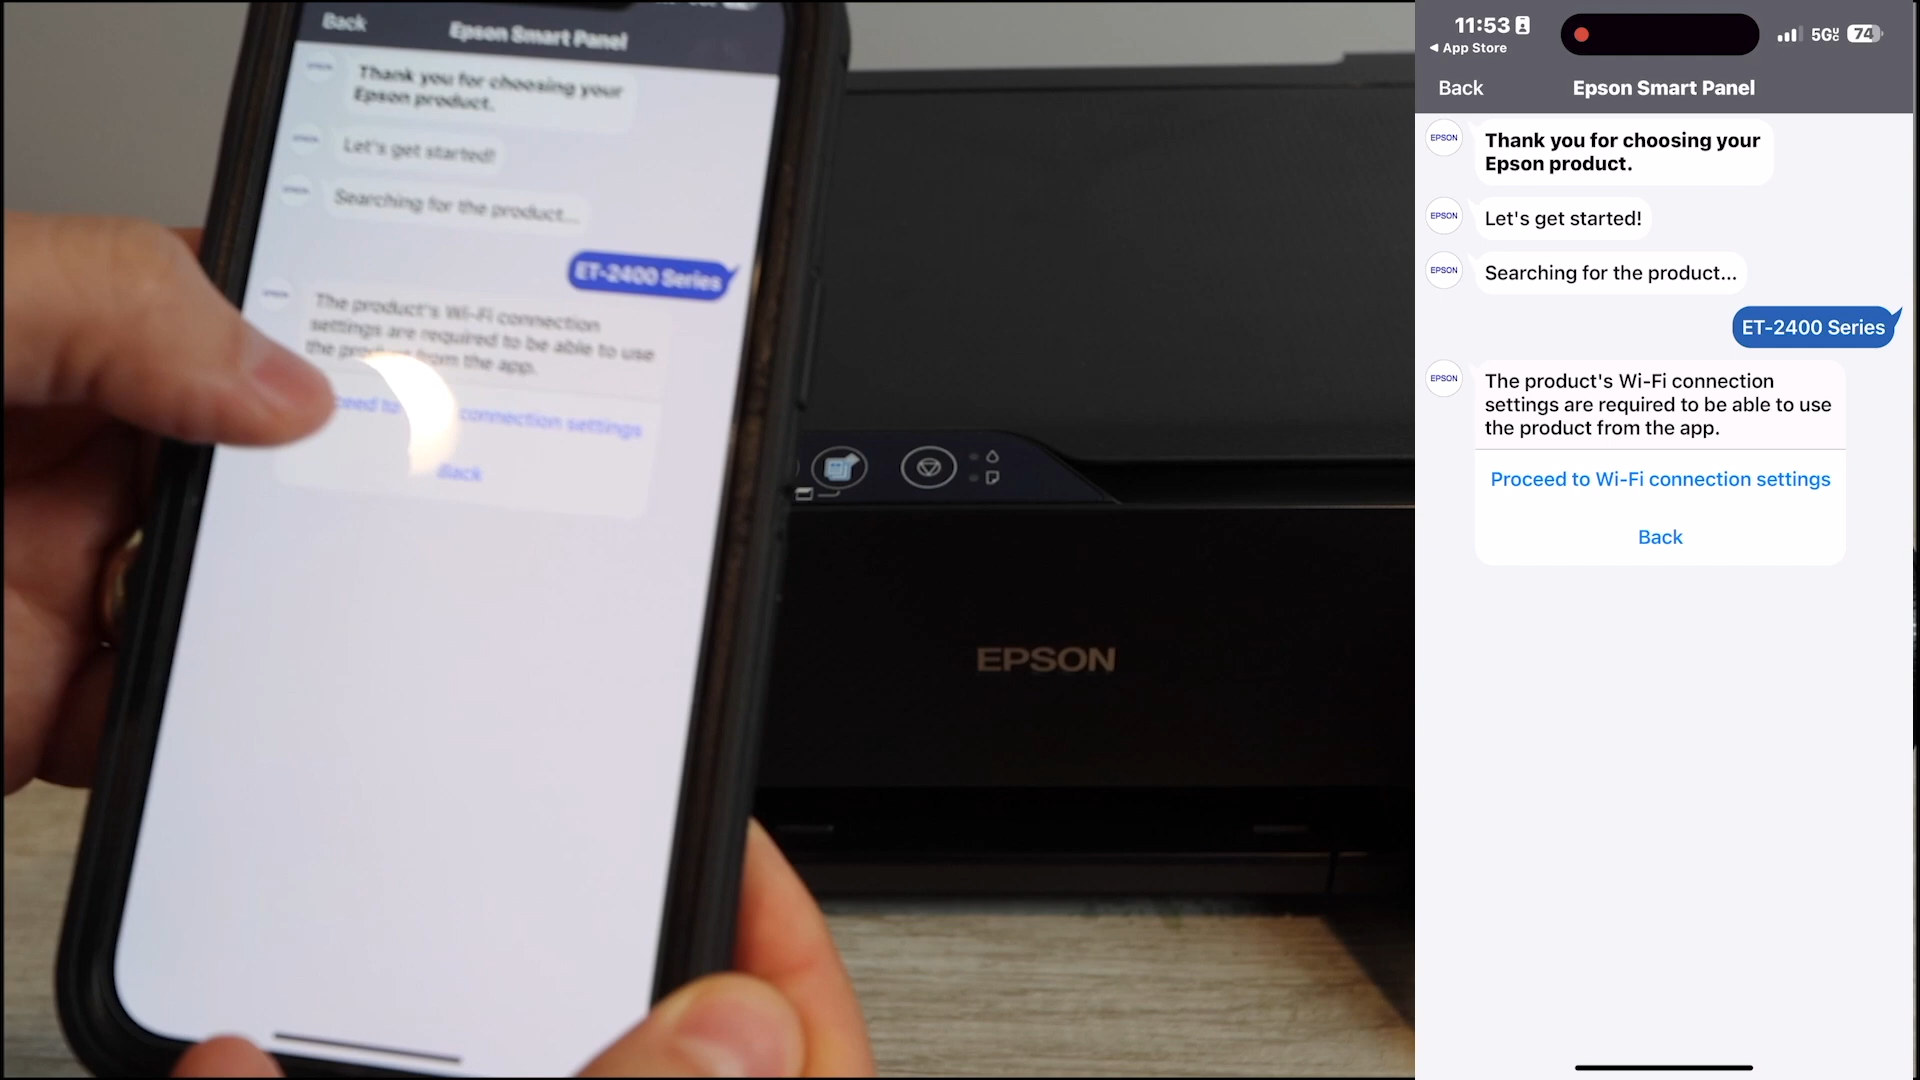 Back
Epson Smart Panel
Thank you for choosing your
Epson product.
Let's get started!
Searching for the product...
ET-2400 Series
The product's Wi-Fi connection
settings are required to be able to use
the product from the app.
connection settings
Back
EPSON
11:53
5G
74
App Store
Back
Epson Smart Panel
EPSON
Thank you for choosing your
Epson product.
EPSON
Let's get started!
EPSON
Searching for the product...
ET-2400 Series
EPSON
The product's Wi-Fi connection
settings are required to be able to use
the product from the app.
Proceed to Wi-Fi connection settings
Back